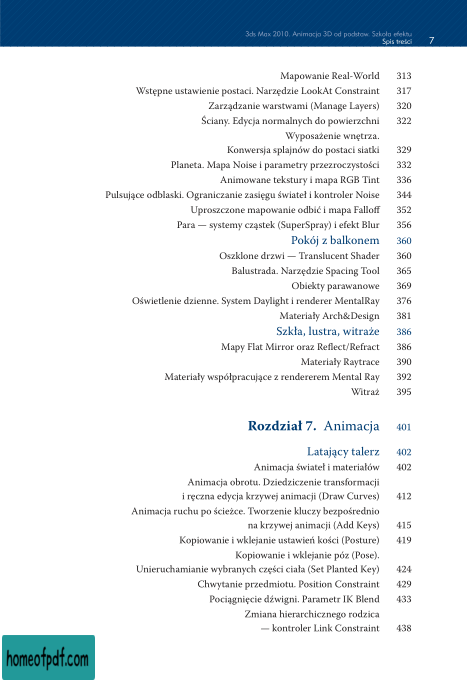 3ds Max 2010. Animacja 3D od podstaw. Szkoła efektu
Spis treści 7
Mapowanie Real-World 313
Wstępne ustawienie postaci. Narzędzie LookAt Constraint 317
Zarządzanie warstwami (Manage Layers) 320
Ściany. Edycja normalnych do powierzchni 322
Wyposażenie wnętrza.
Konwersja splajnów do postaci siatki 329
Planeta. Mapa Noise i parametry przezroczystości 332
Animowane tekstury i mapa RGB Tint 336
Pulsujące odblaski. Ograniczanie zasięgu świateł i kontroler Noise 344
Uproszczone mapowanie odbić i mapa Falloff 352
Para — systemy cząstek (SuperSpray) i efekt Blur 356
Pokój z balkonem 360
Oszklone drzwi — Translucent Shader 360
Balustrada. Narzędzie Spacing Tool 365
Obiekty parawanowe 369
Oświetlenie dzienne. System Daylight i renderer MentalRay 376
Materiały Arch&Design 381
Szkła, lustra, witraże 386
Mapy Flat Mirror oraz Reflect/Refract 386
Materiały Raytrace 390
Materiały współpracujące z rendererem Mental Ray 392
Witraż 395
Rozdział 7. Animacja 401
Latający talerz 402
Animacja świateł i materiałów 402
Animacja obrotu. Dziedziczenie transformacji
i ręczna edycja krzywej animacji (Draw Curves) 412
Animacja ruchu po ścieżce. Tworzenie kluczy bezpośrednio
na krzywej animacji (Add Keys) 415
Kopiowanie i wklejanie ustawień kości (Posture) 419
Kopiowanie i wklejanie póz (Pose).
Unieruchamianie wybranych części ciała (Set Planted Key) 424
Chwytanie przedmiotu. Position Constraint 429
Pociągnięcie dźwigni. Parametr IK Blend 433
Zmiana hierarchicznego rodzica
— kontroler Link Constraint 438
homeofpdf.com